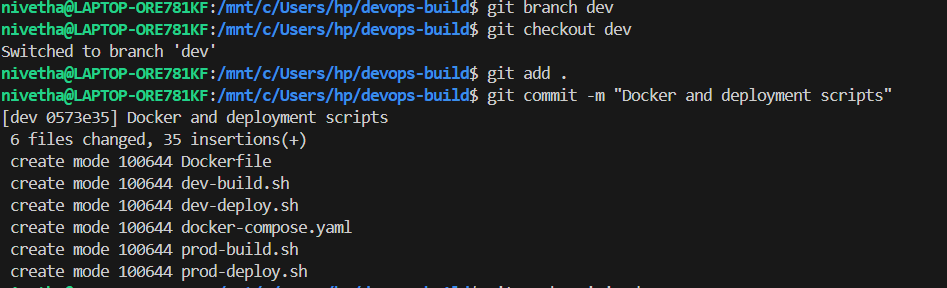 nivetha@LAPTOP-ORE781KF:/mnt/c/Users/hp/devops-build$ git branch dev
nivetha@LAPTOP-ORE781KF:/mnt/c/Users/hp/devops-build$ git checkout dev
Switched to branch 'dev'
nivetha@LAPTOP-ORE781KF:/mnt/c/Users/hp/devops-build$ git add .
nivetha@LAPTOP-ORE781KF:/mnt/c/Users/hp/devops-build$ git commit -m "Docker and deployment scripts"
[dev 0573e35] Docker and deployment scripts
 6 files changed, 35 insertions(+)
 create mode 100644 Dockerfile
 create mode 100644 dev-build.sh
 create mode 100644 dev-deploy.sh
 create mode 100644 docker-compose.yaml
 create mode 100644 prod-build.sh
 create mode 100644 prod-deploy.sh